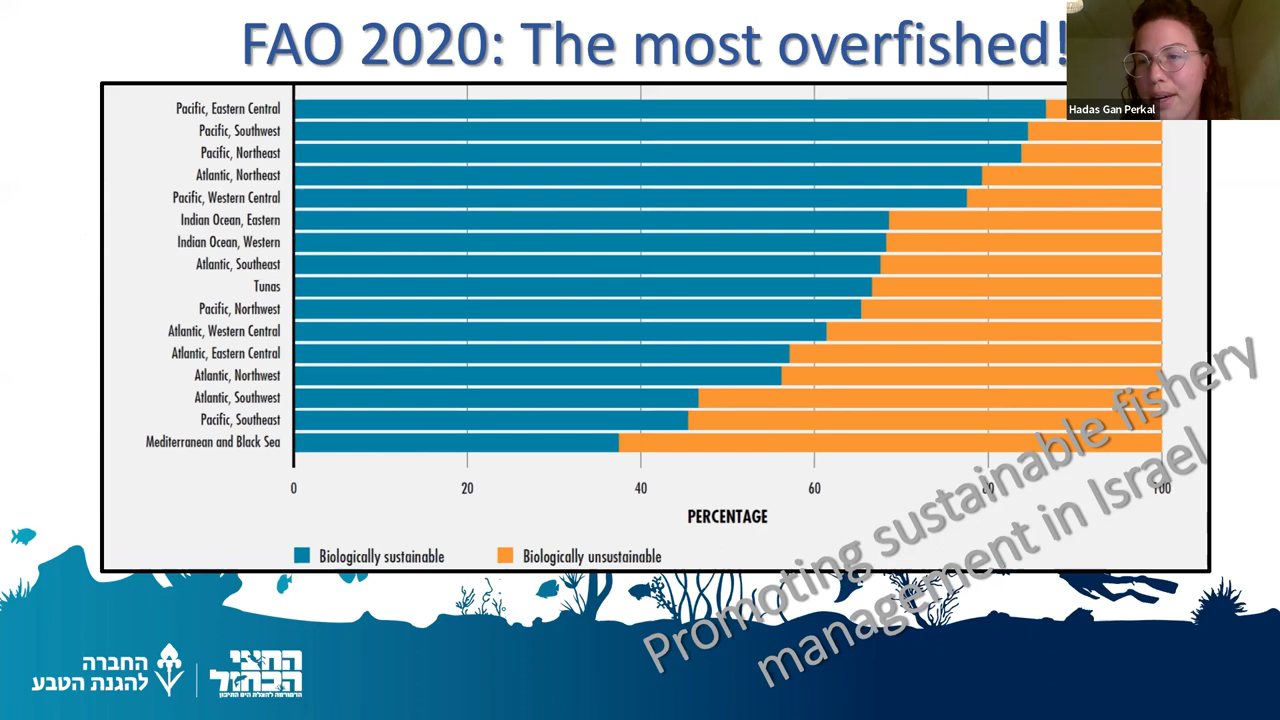 FAO 2020: The most overfished!
Hadas Gan Perkal
Pacific, Eastern Central
Pacific, Southwest
Pacific, Northeast
Atlantic, Northeast
Pacific, Western Central
Indian Ocean, Eastern
Indian Ocean, Western
Atlantic, Southeast
Tunas
Pacific, Northwest
Atlantic, Western Central
Atlantic, Eastern Central
Atlantic, Northwest
Atlantic, Southwest
Pacific, Southeast
Mediterranean and Black Sea
0 20 40 60 80 100
PERCENTAGE
Biologically sustainable
Biologically unsustainable
Promoting sustainable fishery
management in Israel
החברה
להגנת הטבע
החצי
הכחול